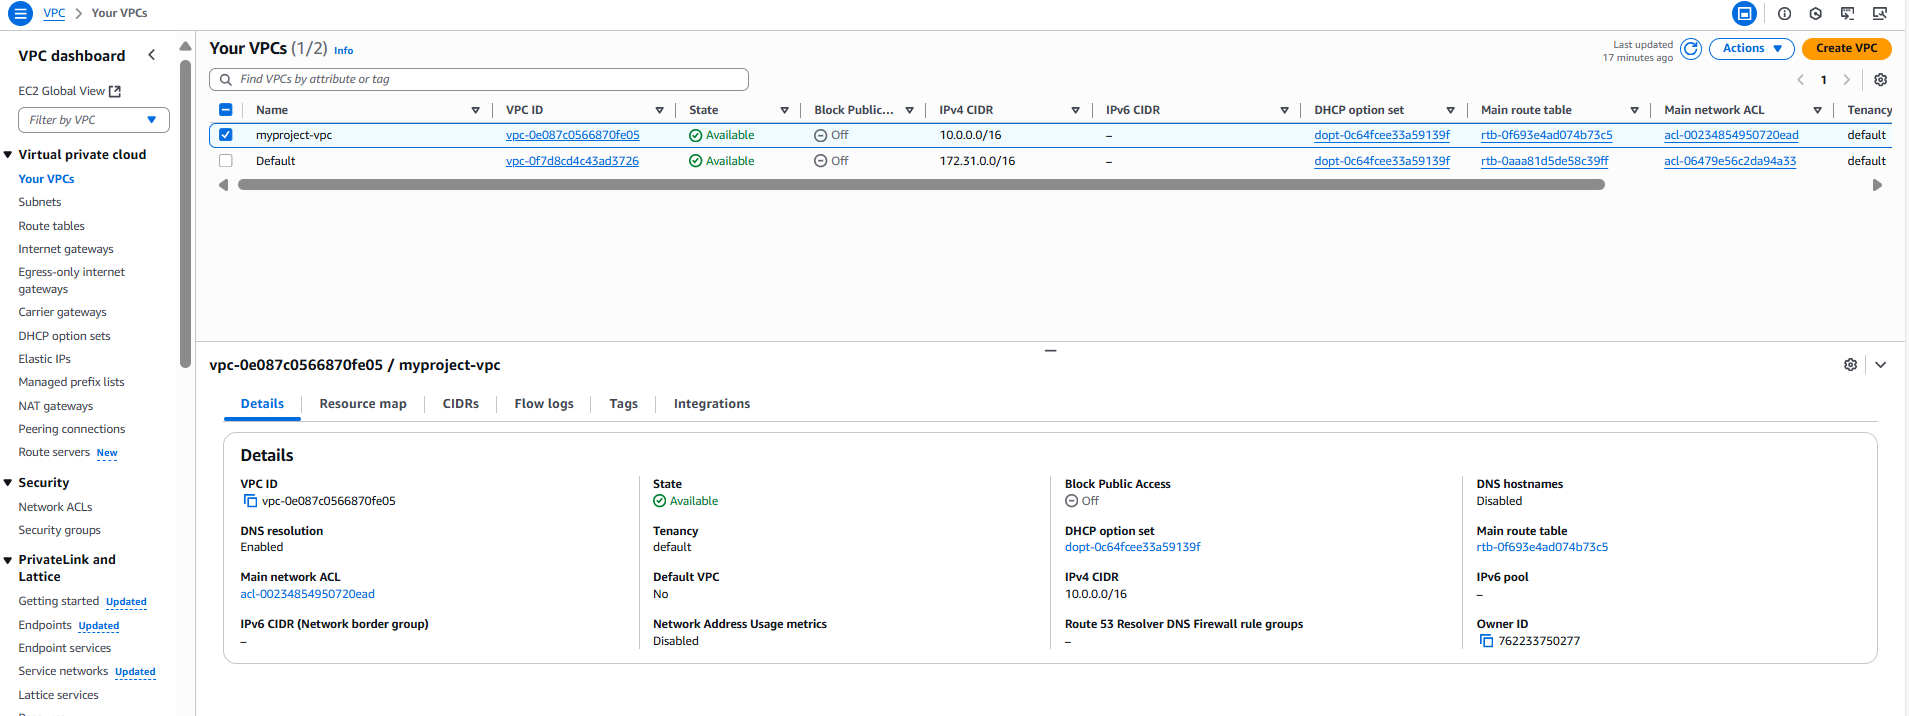 VPC > Your VPCs
VPC dashboard
EC2 Global View
Filter by VPC
Virtual private cloud
Your VPCs
Subnets
Route tables
Internet gateways
Egress-only internet
gateways
Carrier gateways
DHCP option sets
Elastic IPs
Managed prefix lists
NAT gateways
Peering connections
Route servers New
Security
Network ACLs
Security groups
PrivateLink and
Lattice
Getting started Updated
Endpoints Updated
Endpoint services
Service networks Updated
Lattice services
Your VPCs (1/2) Info
Last updated
17 minutes ago
Actions
Create VPC
Find VPCs by attribute or tag
1
Name VPC ID State Block Public... IPv4 CIDR IPv6 CIDR DHCP option set Main route table Main network ACL Tenancy
myproject-vpc vpc-0e087c0566870fe05 Available Off 10.0.0.0/16 – dopt-0c64fcee33a59139f rtb-0f693e4ad074b73c5 acl-00234854950720ead default
Default vpc-0f7d8cd4c43ad3726 Available Off 172.31.0.0/16 – dopt-0c64fcee33a59139f rtb-0aaa81d5de58c39ff acl-06479e56c2da94a33 default
vpc-0e087c0566870fe05 / myproject-vpc
Details Resource map CIDRs Flow logs Tags Integrations
Details
VPC ID
vpc-0e087c0566870fe05
State
Available
Block Public Access
Off
DNS hostnames
Disabled
DNS resolution
Enabled
Tenancy
default
DHCP option set
dopt-0c64fcee33a59139f
Main route table
rtb-0f693e4ad074b73c5
Main network ACL
acl-00234854950720ead
Default VPC
No
IPv4 CIDR
10.0.0.0/16
IPv6 pool
–
IPv6 CIDR (Network border group)
–
Network Address Usage metrics
Disabled
Route 53 Resolver DNS Firewall rule groups
–
Owner ID
762233750277